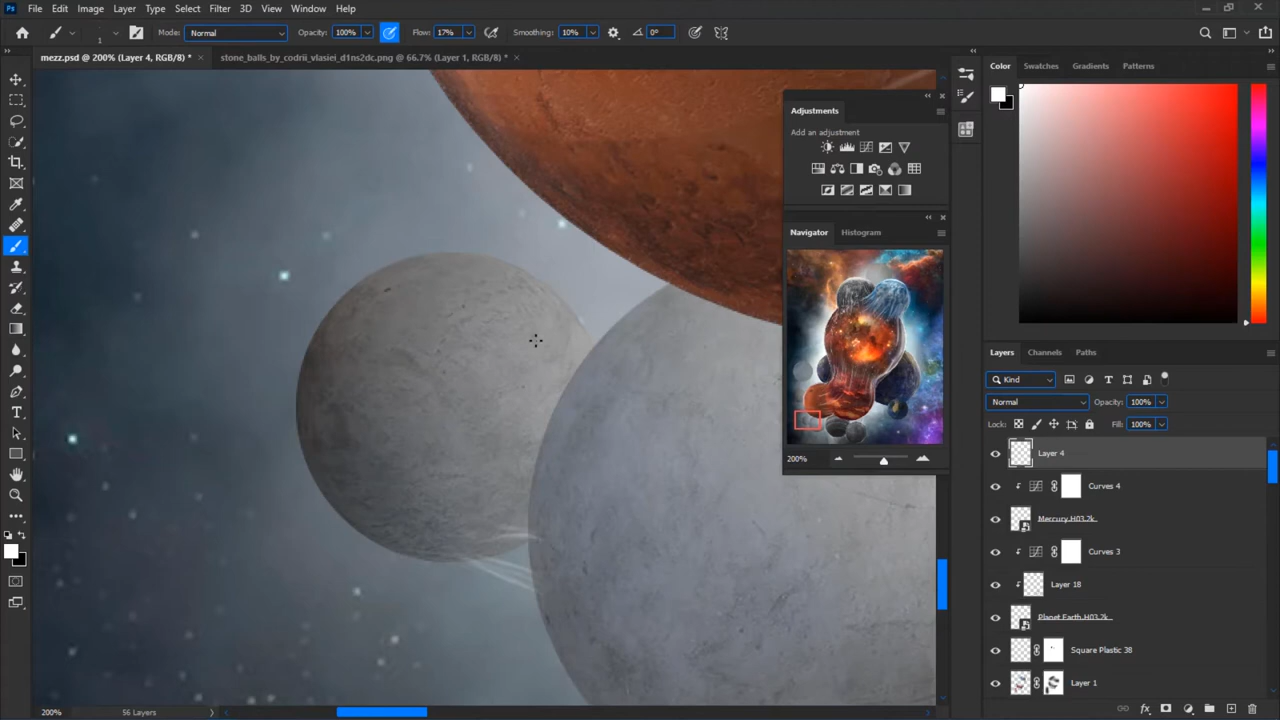 Ps File Edit Image Layer Type Select Filter 3D View Window Help
1 Mode: Normal Opacity: 100% Flow: 17% Smoothing: 10% 0°
mezz.psd @ 200% (Layer 4, RGB/8) * × stone_balls_by_codrii_vlasiei_d1ns2dc.png @ 66.7% (Layer 1, RGB/8) * ×
Color Swatches Gradients Patterns
Adjustments
Add an adjustment
Navigator Histogram
200%
Layers Channels Paths
Kind
Normal Opacity: 100%
Lock: Fill: 100%
Layer 4
Curves 4
Mercury.H03.2k
Curves 3
Layer 18
Planet Earth.H03.2k
Square Plastic 38
Layer 1
200% 56 Layers